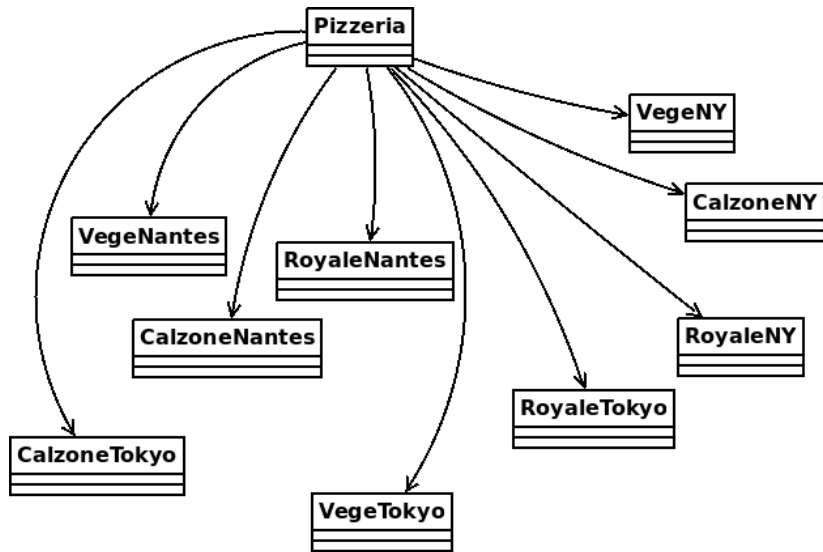 Pizzeria
VegeNY
CalzoneNY
VegeNantes
RoyaleNantes
CalzoneNantes
RoyaleNY
RoyaleTokyo
CalzoneTokyo
VegeTokyo